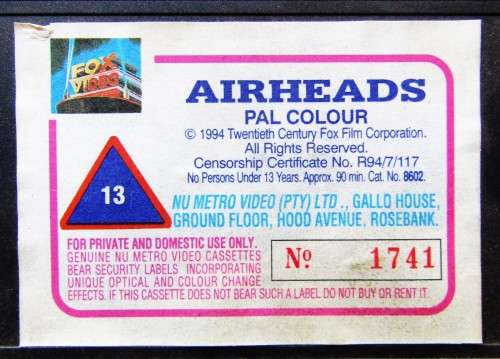 FOX
VIDEO
AIRHEADS
PAL COLOUR
© 1994 Twentieth Century Fox Film Corporation.
All Rights Reserved.
Censorship Certificate No. R94/7/117
No Persons Under 13 Years. Approx. 90 min. Cat. No. 8602.
13
NU METRO VIDEO (PTY) LTD ., GALLO HOUSE,
GROUND FLOOR, HOOD AVENUE, ROSEBANK.
FOR PRIVATE AND DOMESTIC USE ONLY.
GENUINE NU METRO VIDEO CASSETTES
BEAR SECURITY LABELS INCORPORATING
UNIQUE OPTICAL AND COLOUR CHANGE
EFFECTS. IF THIS CASSETTE DOES NOT BEAR SUCH A LABEL DO NOT BUY OR RENT IT.
No. 1741